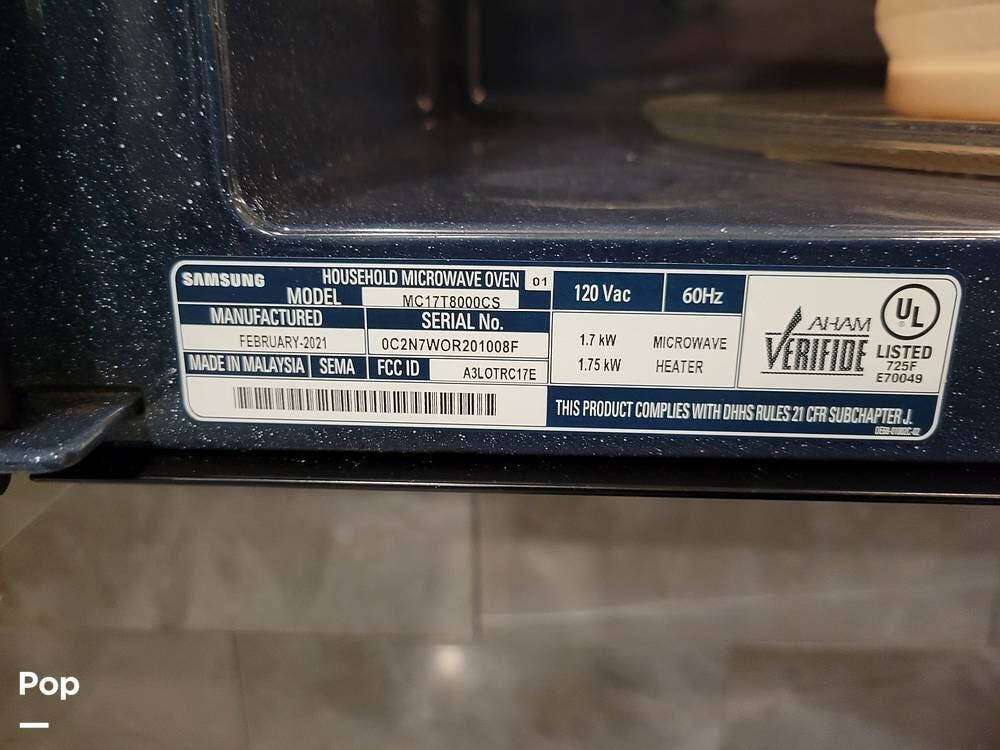 SAMSUNG HOUSEHOLD MICROWAVE OVEN 01
MODEL MC17T8000CS
MANUFACTURED SERIAL No.
FEBRUARY-2021 0C2N7WOR201008F
MADE IN MALAYSIA SEMA FCC ID A3LOTRC17E
120 Vac 60Hz
1.7 kW MICROWAVE
1.75 kW HEATER
AHAM
VERIFIDE
UL
LISTED
725F
E70049
THIS PRODUCT COMPLIES WITH DHHS RULES 21 CFR SUBCHAPTER J.
Pop